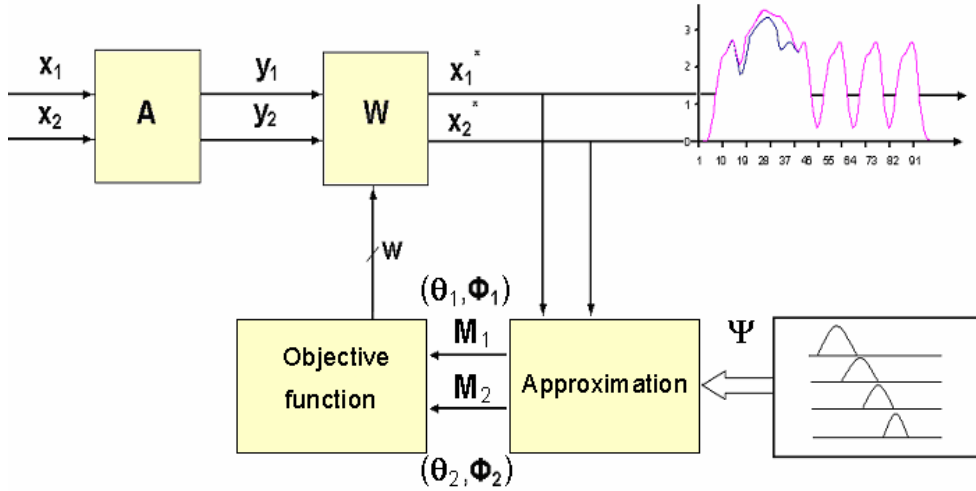 x₁
x₂
A
y₁
y₂
W
x₁*
x₂*
3
2
1
0
1 10 19 28 37 46 55 64 73 82 91
w
(θ₁,Φ₁)
M₁
M₂
(θ₂,Φ₂)
Objective
function
Approximation
Ψ